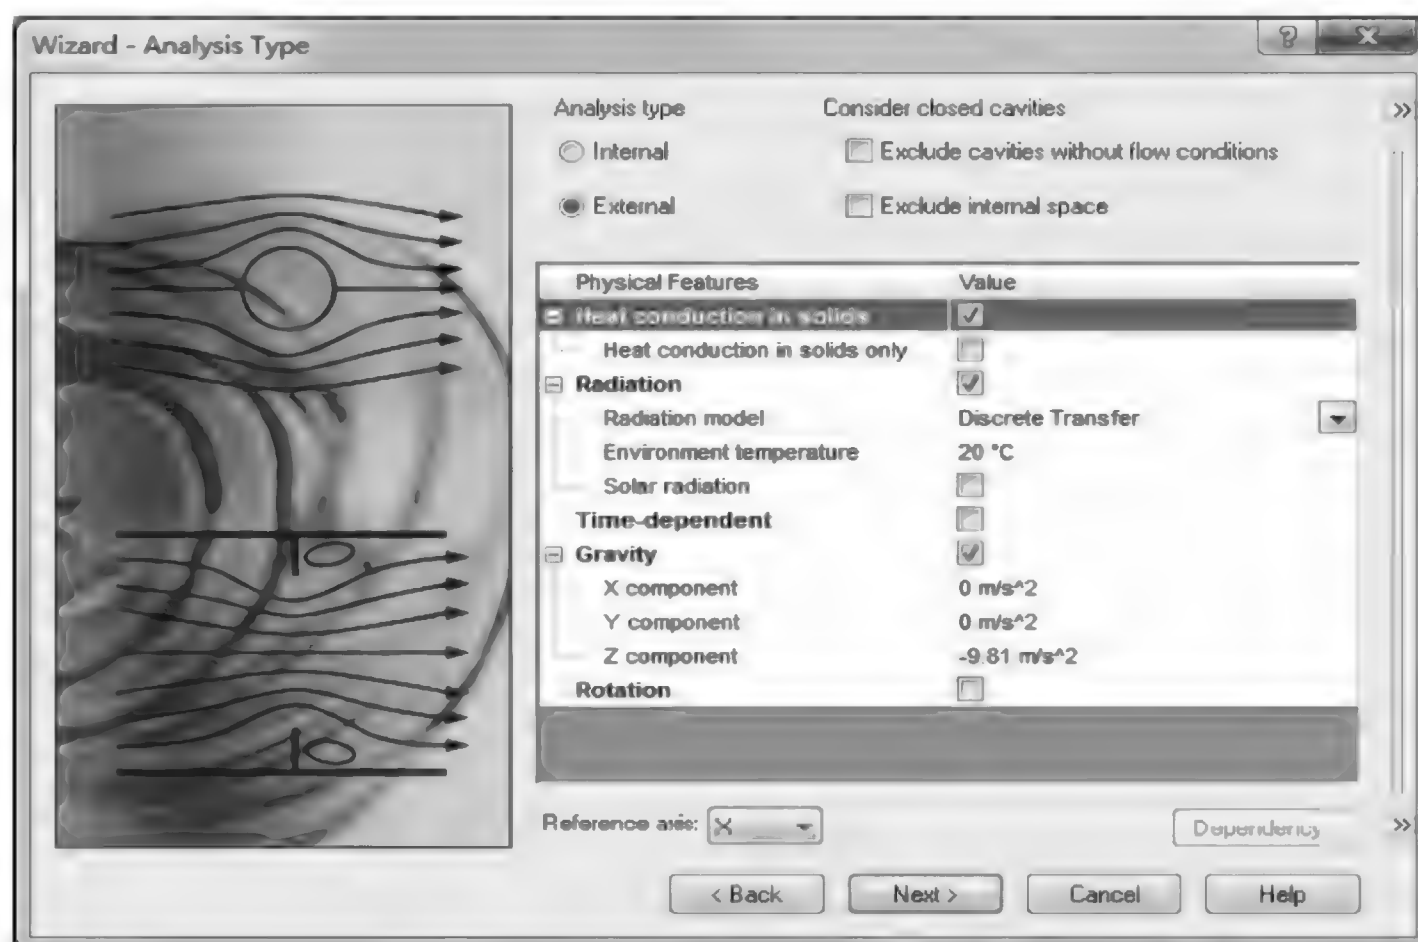 Wizard - Analysis Type
Analysis type
Consider closed cavities
Internal
Exclude cavities without flow conditions
External
Exclude internal space
Physical Features Value
Heat conduction in solids
Heat conduction in solids only
Radiation
Radiation model Discrete Transfer
Environment temperature 20 °C
Solar radiation
Time-dependent
Gravity
X component 0 m/s^2
Y component 0 m/s^2
Z component -9.81 m/s^2
Rotation
Reference axis: X
Dependency
< Back Next > Cancel Help